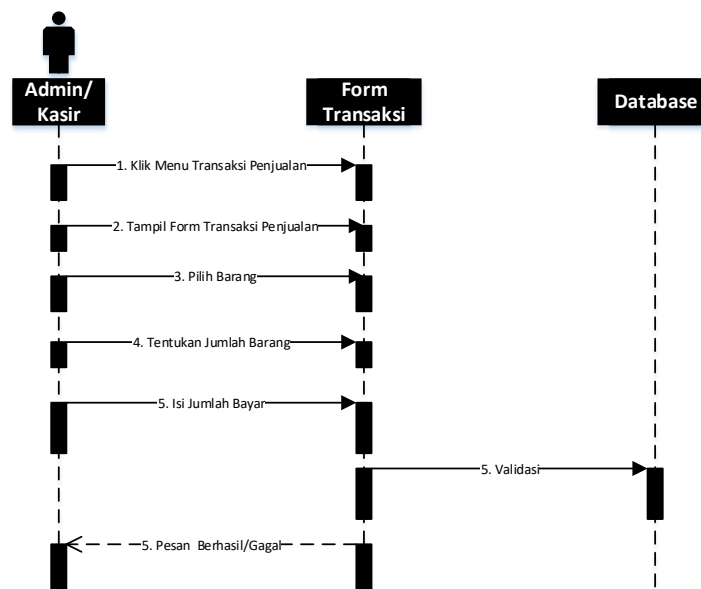 Admin/
Kasir
Form
Transaksi
Database
1. Klik Menu Transaksi Penjualan
2. Tampil Form Transaksi Penjualan
3. Pilih Barang
4. Tentukan Jumlah Barang
5. Isi Jumlah Bayar
5. Validasi
5. Pesan Berhasil/Gagal